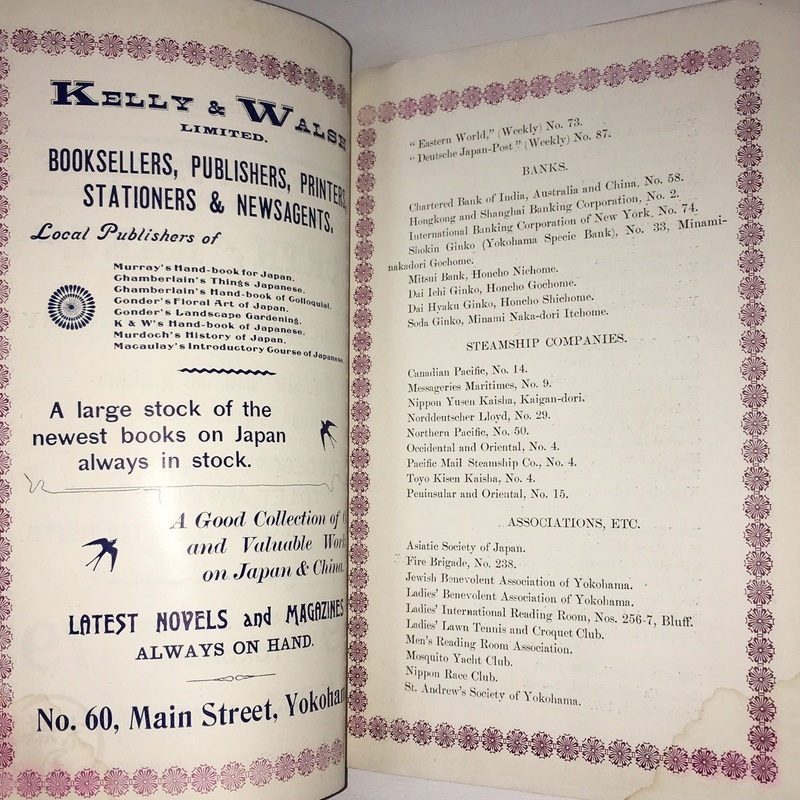 KELLY & WALSH
LIMITED.
BOOKSELLERS, PUBLISHERS, PRINTERS,
STATIONERS & NEWSAGENTS,
Local Publishers of
Murray's Hand-book for Japan.
Chamberlain's Things Japanese.
Chamberlain's Hand-book of Colloquial.
Conder's Floral Art of Japan.
Conder's Landscape Gardening.
K & W's Hand-book of Japanese.
Murdoch's History of Japan.
Macaulay's Introductory Course of Japanese.
A large stock of the
newest books on Japan
always in stock.
A Good Collection of
and Valuable Work
on Japan & China.
LATEST NOVELS and MAGAZINES
ALWAYS ON HAND.
No. 60, Main Street, Yokoham
"Eastern World," (Weekly) No. 73.
"Deutsche Japan-Post" (Weekly) No. 87.
BANKS.
Chartered Bank of India, Australia and China, No. 58.
Hongkong and Shanghai Banking Corporation, No. 2.
International Banking Corporation of New York, No. 74.
Shokin Ginko (Yokohama Specie Bank), No. 33, Minami-
nakadori Gochome.
Mitsui Bank, Honcho Nichome.
Dai Ichi Ginko, Honcho Gochome.
Dai Hyaku Ginko, Honcho Shichome.
Soda Ginko, Minami Naka-dori Itchome.
STEAMSHIP COMPANIES.
Canadian Pacific, No. 14.
Messageries Maritimes, No. 9.
Nippon Yusen Kaisha, Kaigan-dori.
Norddeutscher Lloyd, No. 29.
Northern Pacific, No. 50.
Occidental and Oriental, No. 4.
Pacific Mail Steamship Co., No. 4.
Toyo Kisen Kaisha, No. 4.
Peninsular and Oriental, No. 15.
ASSOCIATIONS, ETC.
Asiatic Society of Japan.
Fire Brigade, No. 238.
Jewish Benevolent Association of Yokohama.
Ladies' Benevolent Association of Yokohama.
Ladies' International Reading Room, Nos. 256-7, Bluff.
Ladies' Lawn Tennis and Croquet Club.
Men's Reading Room Association.
Mosquito Yacht Club.
Nippon Race Club.
St. Andrew's Society of Yokohama.